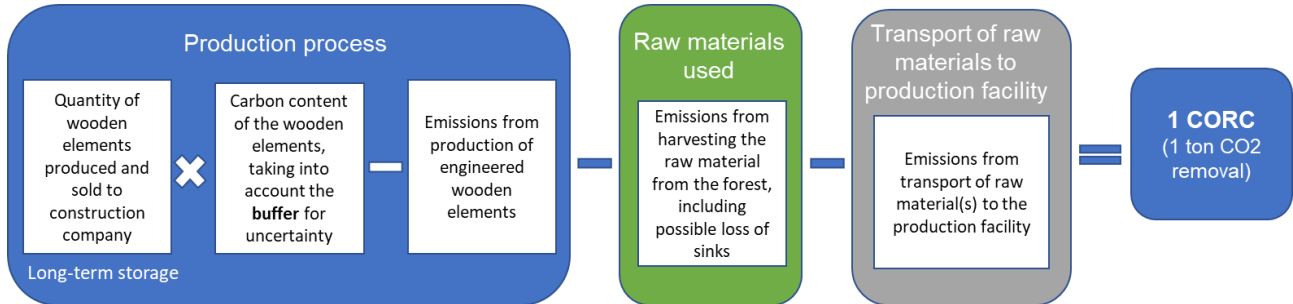 Production process
Quantity of
wooden
elements
produced and
sold to
construction
company
Long-term storage
Carbon content
of the wooden
elements,
taking into
account the
buffer for
uncertainty
Emissions from
production of
engineered
wooden
elements
Raw materials
used
Emissions from
harvesting the
raw material
from the forest,
including
possible loss of
sinks
Transport of raw
materials to
production facility
Emissions from
transport of raw
material(s) to the
production facility
1 CORC
(1 ton CO2
removal)